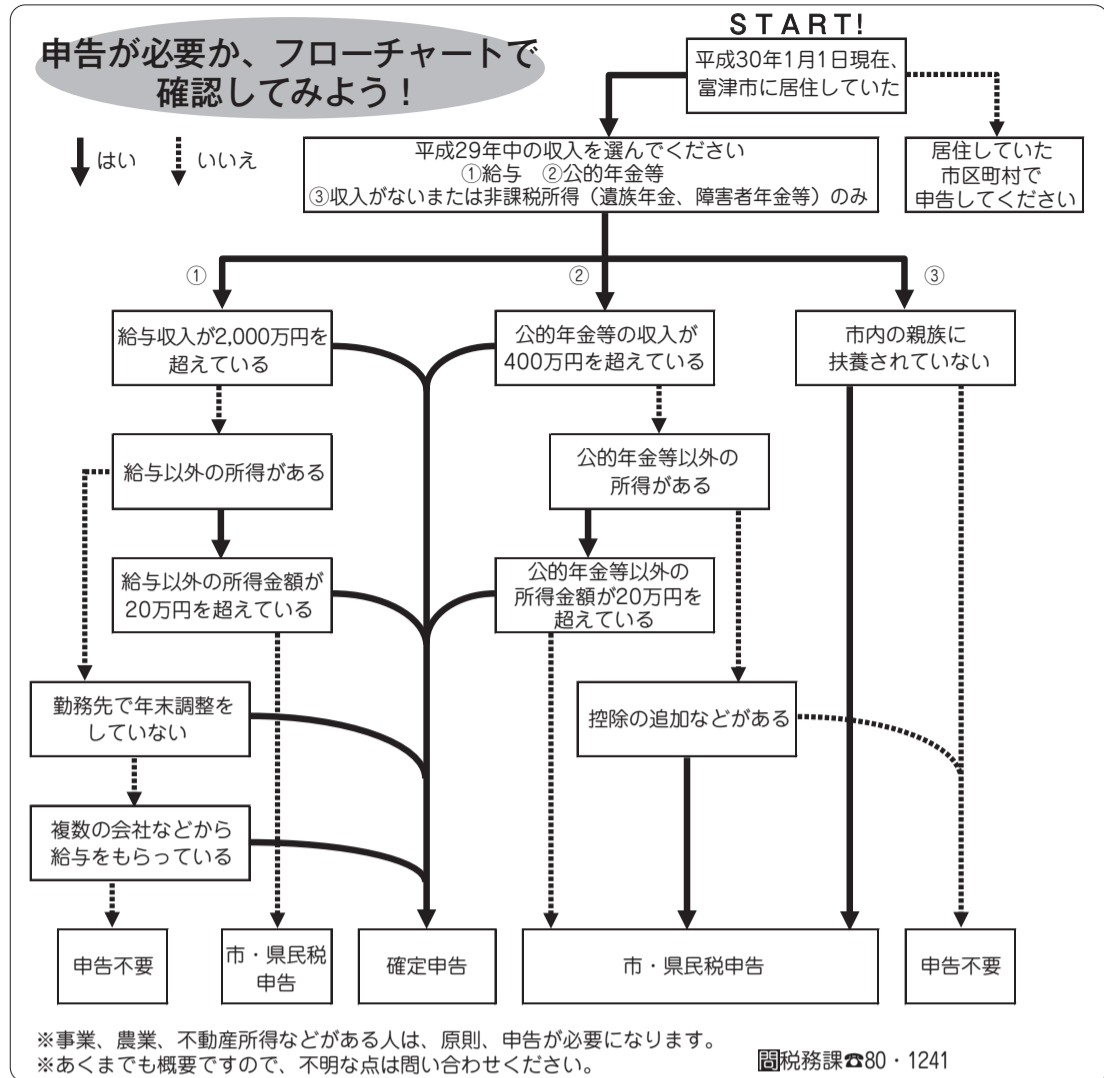 申告が必要か、フローチャートで
確認してみよう！
はい
いいえ
START!
平成30年1月1日現在、
富津市に居住していた
居住していた
市区町村で
申告してください
平成29年中の収入を選んでください
①給与 ②公的年金等
③収入がないまたは非課税所得（遺族年金、障害者年金等）のみ
①
②
③
給与収入が2,000万円を
超えている
公的年金等の収入が
400万円を超えている
市内の親族に
扶養されていない
給与以外の所得がある
公的年金等以外の
所得がある
給与以外の所得金額が
20万円を超えている
公的年金等以外の
所得金額が20万円を
超えている
勤務先で年末調整を
していない
控除の追加などがある
複数の会社などから
給与をもらっている
申告不要
市・県民税
申告
確定申告
市・県民税申告
申告不要
※事業、農業、不動産所得などがある人は、原則、申告が必要になります。
※あくまでも概要ですので、不明な点は問い合わせください。
問税務課☎80・1241